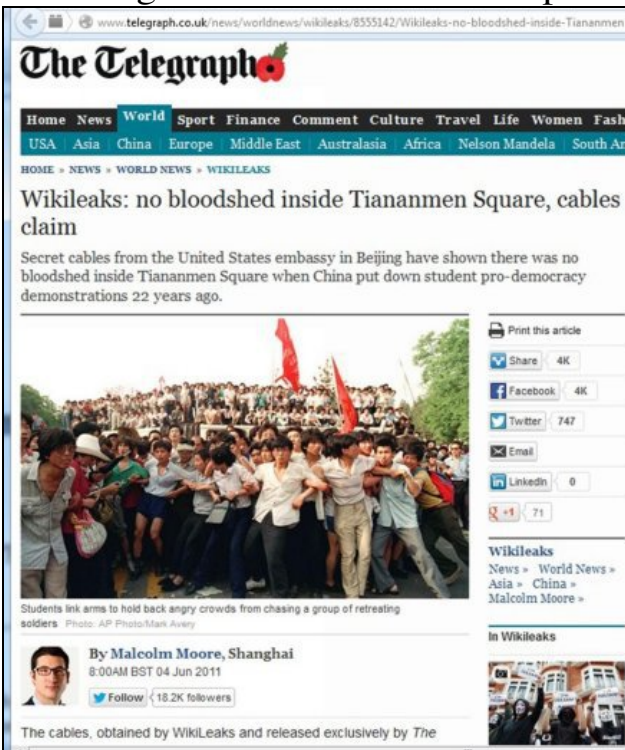 www.telegraph.co.uk/news/worldnews/wikileaks/8555142/Wikileaks-no-bloodshed-inside-Tiananmen
The Telegraph
Home News World Sport Finance Comment Culture Travel Life Women Fash
USA Asia China Europe Middle East Australasia Africa Nelson Mandela South Am
HOME » NEWS » WORLD NEWS » WIKILEAKS
Wikileaks: no bloodshed inside Tiananmen Square, cables
claim
Secret cables from the United States embassy in Beijing have shown there was no
bloodshed inside Tiananmen Square when China put down student pro-democracy
demonstrations 22 years ago.
Print this article
Share 4K
Facebook 4K
Twitter 747
Email
LinkedIn 0
+1 71
Wikileaks
News » World News »
Asia » China »
Malcolm Moore »
In Wikileaks
Students link arms to hold back angry crowds from chasing a group of retreating
soldiers Photo: AP Photo/Mark Avery
By Malcolm Moore, Shanghai
8:00AM BST 04 Jun 2011
Follow 18.2K followers
The cables, obtained by WikiLeaks and released exclusively by The